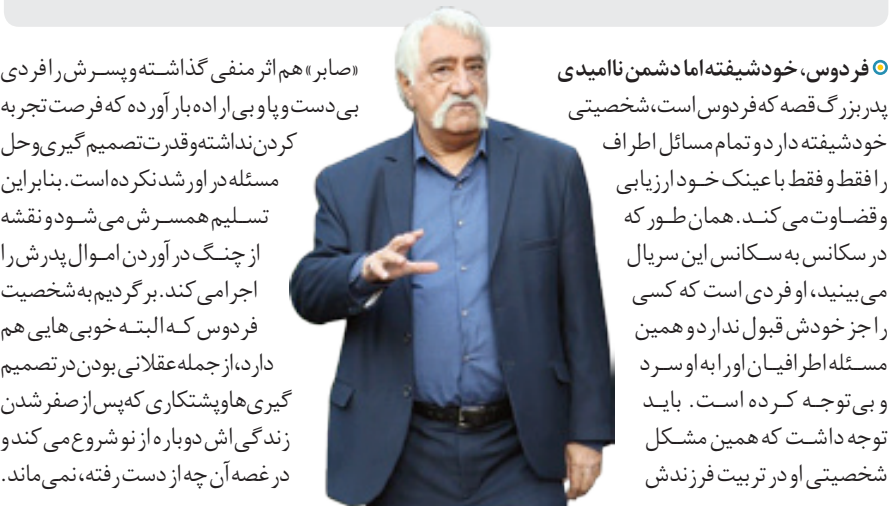 فردوس، خودشیفته اما دشمن ناامیدی
پدربزرگ قصه که فردوس است، شخصیتی
خودشیفته دارد و تمام مسائل اطراف
را فقط و فقط با عینک خود ارزیابی
و قضاوت می‌کند. همان طور که
در سکانس به سکانس این سریال
می‌بینید، او فردی است که کسی
را جز خودش قبول ندارد و همین
مسئله اطرافیان او را به او سرد
و بی‌توجه کرده است. باید
توجه داشت که همین مشکل
شخصیتی او در تربیت فرزندش
«صابر» هم اثر منفی گذاشته و پسرش را فردی
بی‌دست و پا و بی اراده بار آورده که فرصت تجربه
کردن نداشته و قدرت تصمیم گیری و حل
مسئله در او رشد نکرده است. بنابراین
تسلیم همسرش می‌شود و نقشه
از چنگ درآوردن اموال پدرش را
اجرا می‌کند. برگردیم به شخصیت
فردوس که البته خوبی‌هایی هم
دارد، از جمله عقلانی بودن در تصمیم
گیری‌ها و پشتکاری که پس از صفر شدن
زندگی‌اش دوباره از نو شروع می‌کند و
در غصه آن چه از دست رفته، نمی‌ماند.